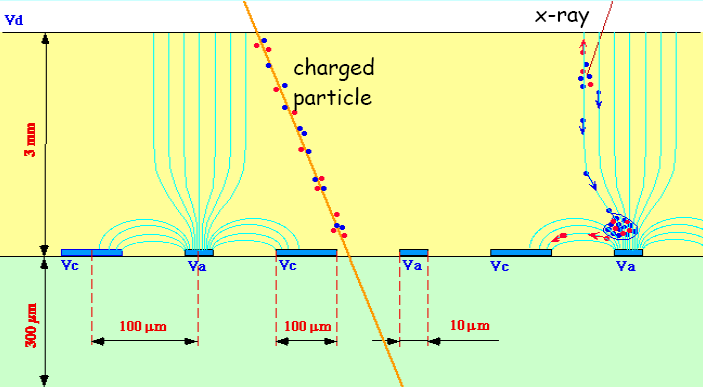 Vd
x-ray
charged
particle
3 mm
Vc
Va
Vc
Va
Vc
Va
300 µm
100 µm
100 µm
10 µm